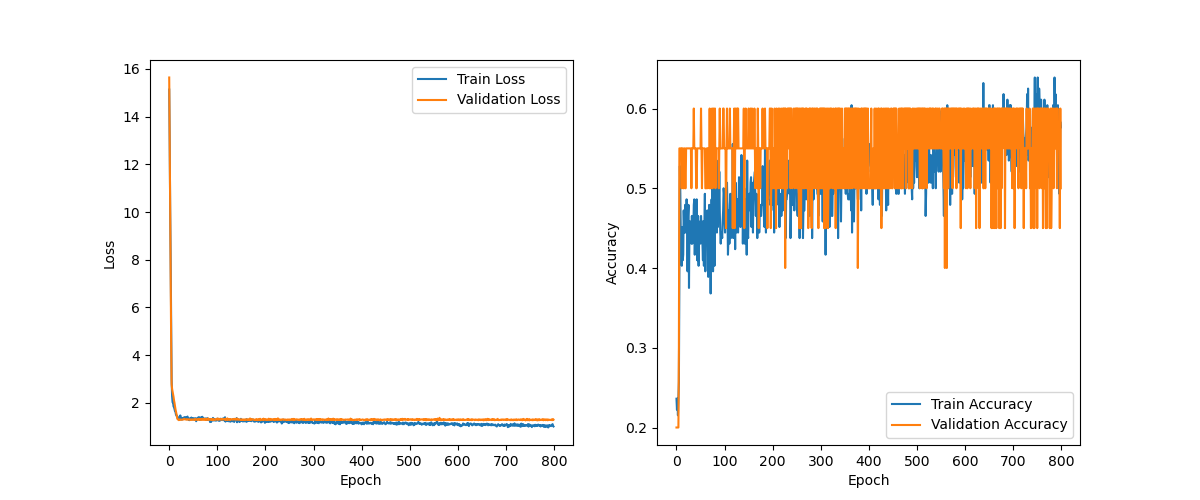 16
14
12
10
8
6
4
2
Loss
0 100 200 300 400 500 600 700 800
Epoch
Train Loss
Validation Loss
0.6
0.5
0.4
0.3
0.2
Accuracy
0 100 200 300 400 500 600 700 800
Epoch
Train Accuracy
Validation Accuracy